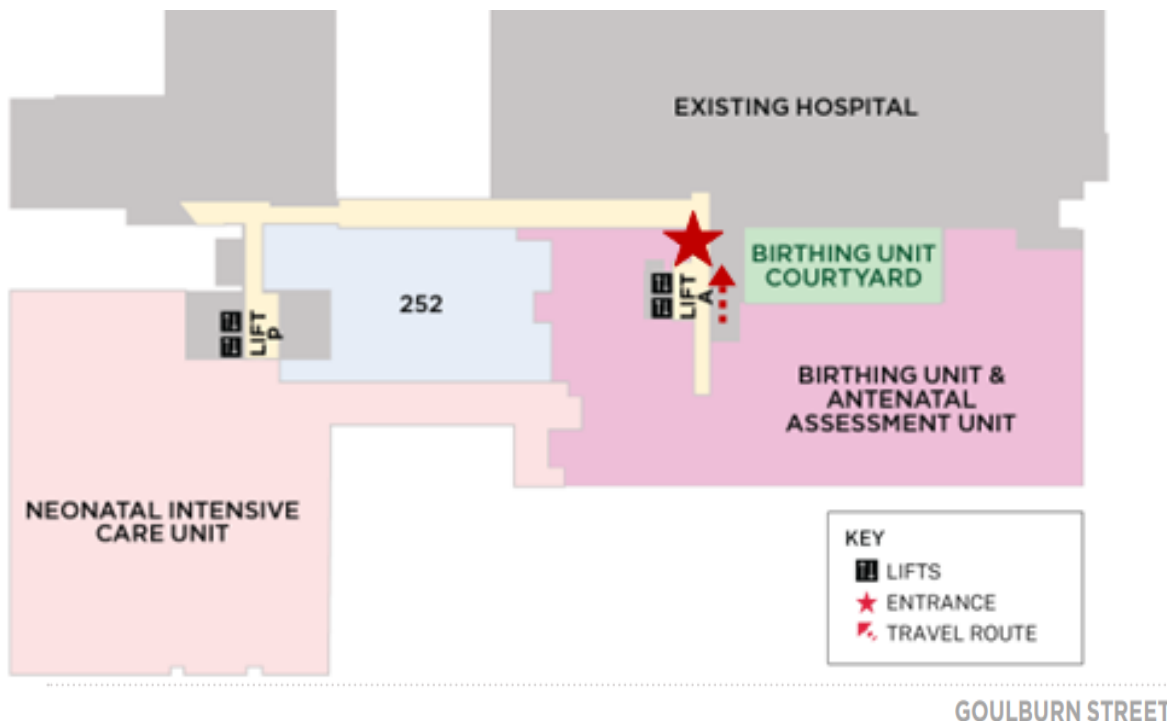 EXISTING HOSPITAL
BIRTHING UNIT
COURTYARD
252
LIFT
A
LIFT
P
BIRTHING UNIT &
ANTENATAL
ASSESSMENT UNIT
NEONATAL INTENSIVE
CARE UNIT
KEY
LIFTS
ENTRANCE
TRAVEL ROUTE
GOULBURN STREET